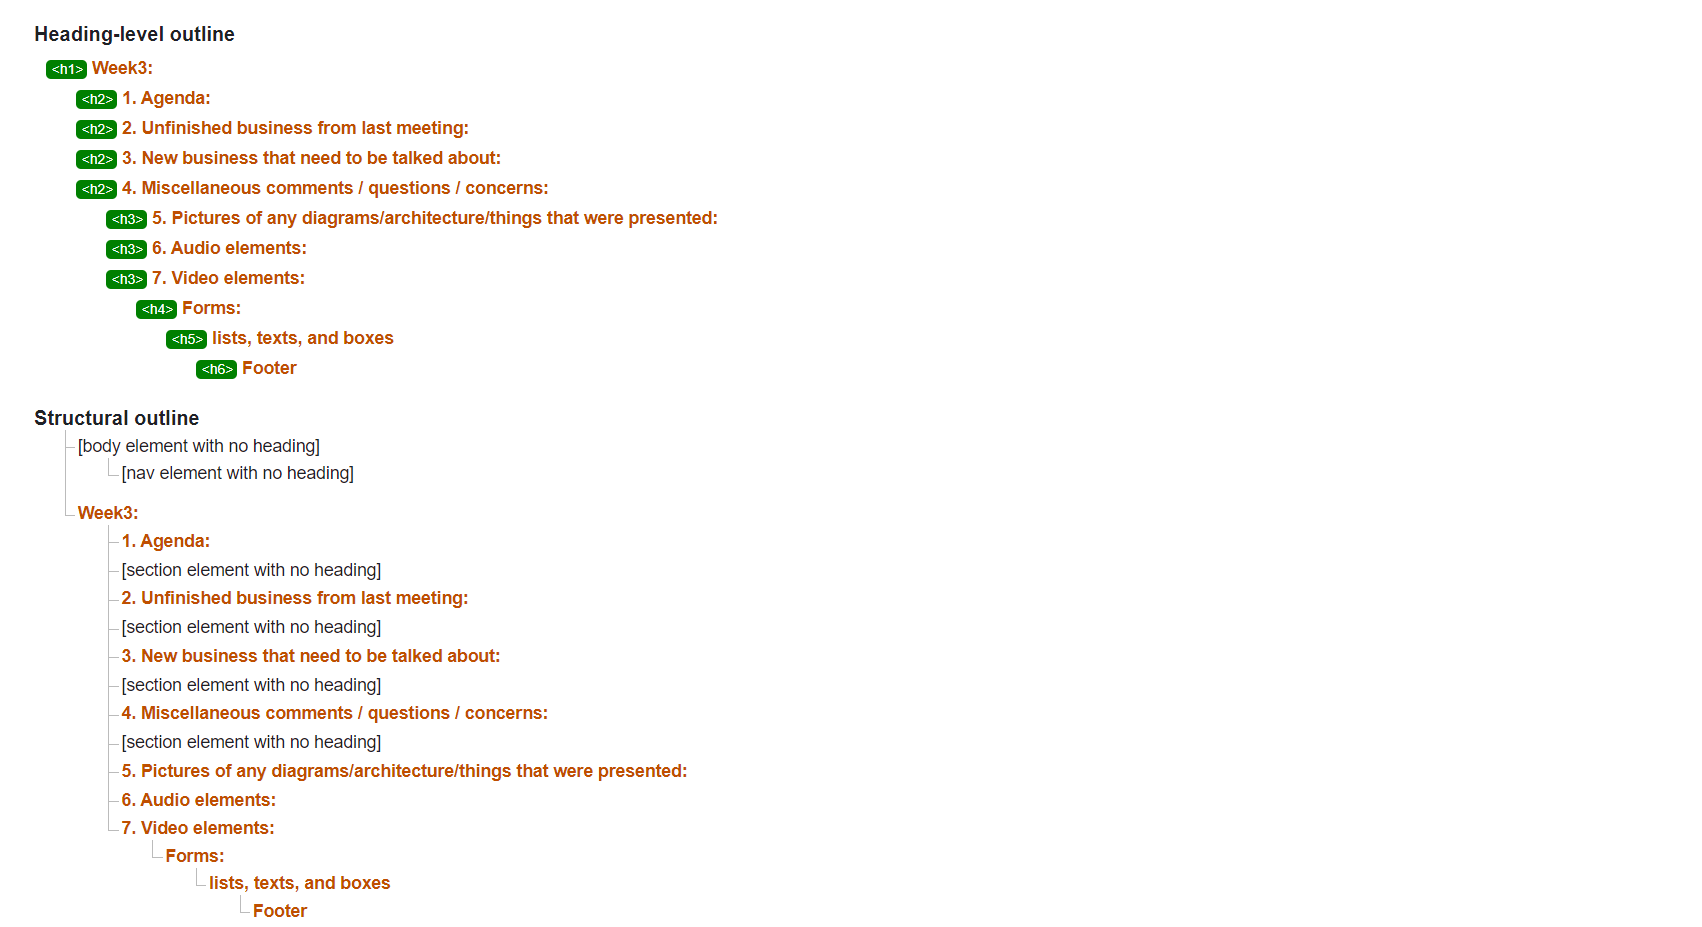 Heading-level outline
<h1> Week3:
<h2> 1. Agenda:
<h2> 2. Unfinished business from last meeting:
<h2> 3. New business that need to be talked about:
<h2> 4. Miscellaneous comments / questions / concerns:
<h3> 5. Pictures of any diagrams/architecture/things that were presented:
<h3> 6. Audio elements:
<h3> 7. Video elements:
<h4> Forms:
<h5> lists, texts, and boxes
<h6> Footer
Structural outline
[body element with no heading]
[nav element with no heading]
Week3:
1. Agenda:
[section element with no heading]
2. Unfinished business from last meeting:
[section element with no heading]
3. New business that need to be talked about:
[section element with no heading]
4. Miscellaneous comments / questions / concerns:
[section element with no heading]
5. Pictures of any diagrams/architecture/things that were presented:
6. Audio elements:
7. Video elements:
Forms:
lists, texts, and boxes
Footer